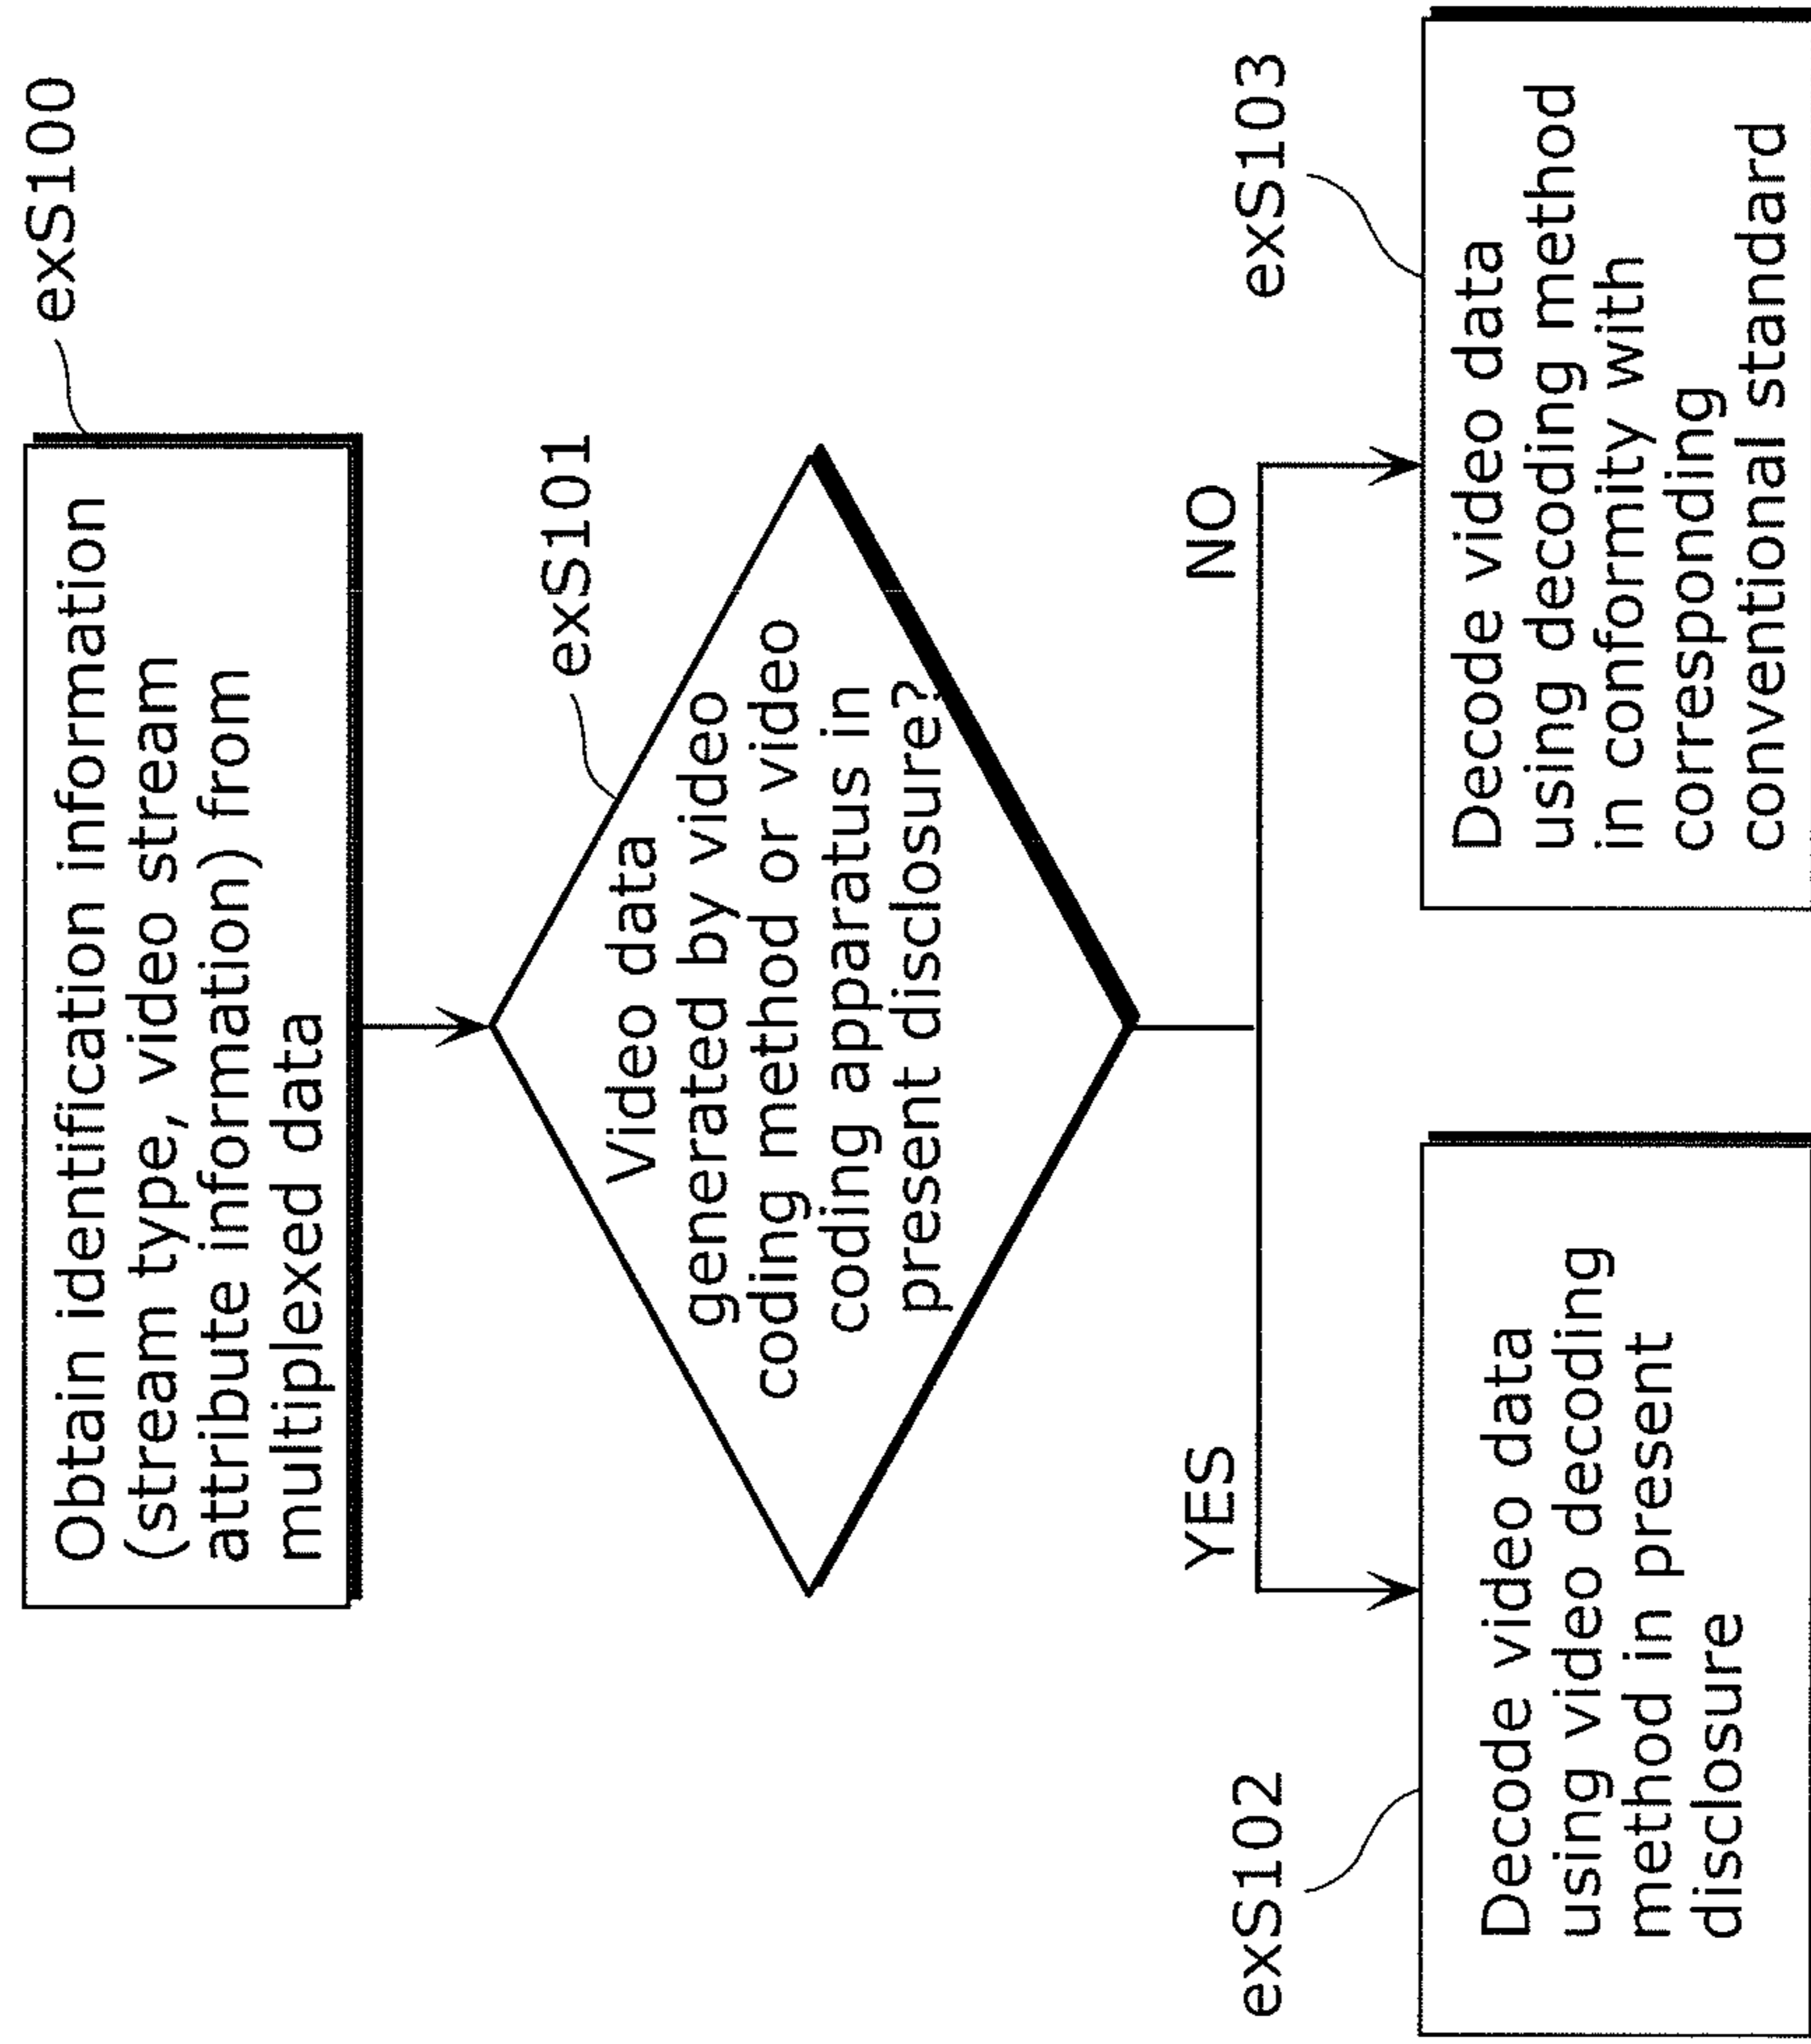 exS100
Obtain identification information
(stream type, video stream
attribute information) from
multiplexed data
exS101
Video data
generated by video
coding method or video
coding apparatus in
present disclosure?
YES
NO
exS102
Decode video data
using video decoding
method in present
disclosure
exS103
Decode video data
using decoding method
in conformity with
corresponding
conventional standard